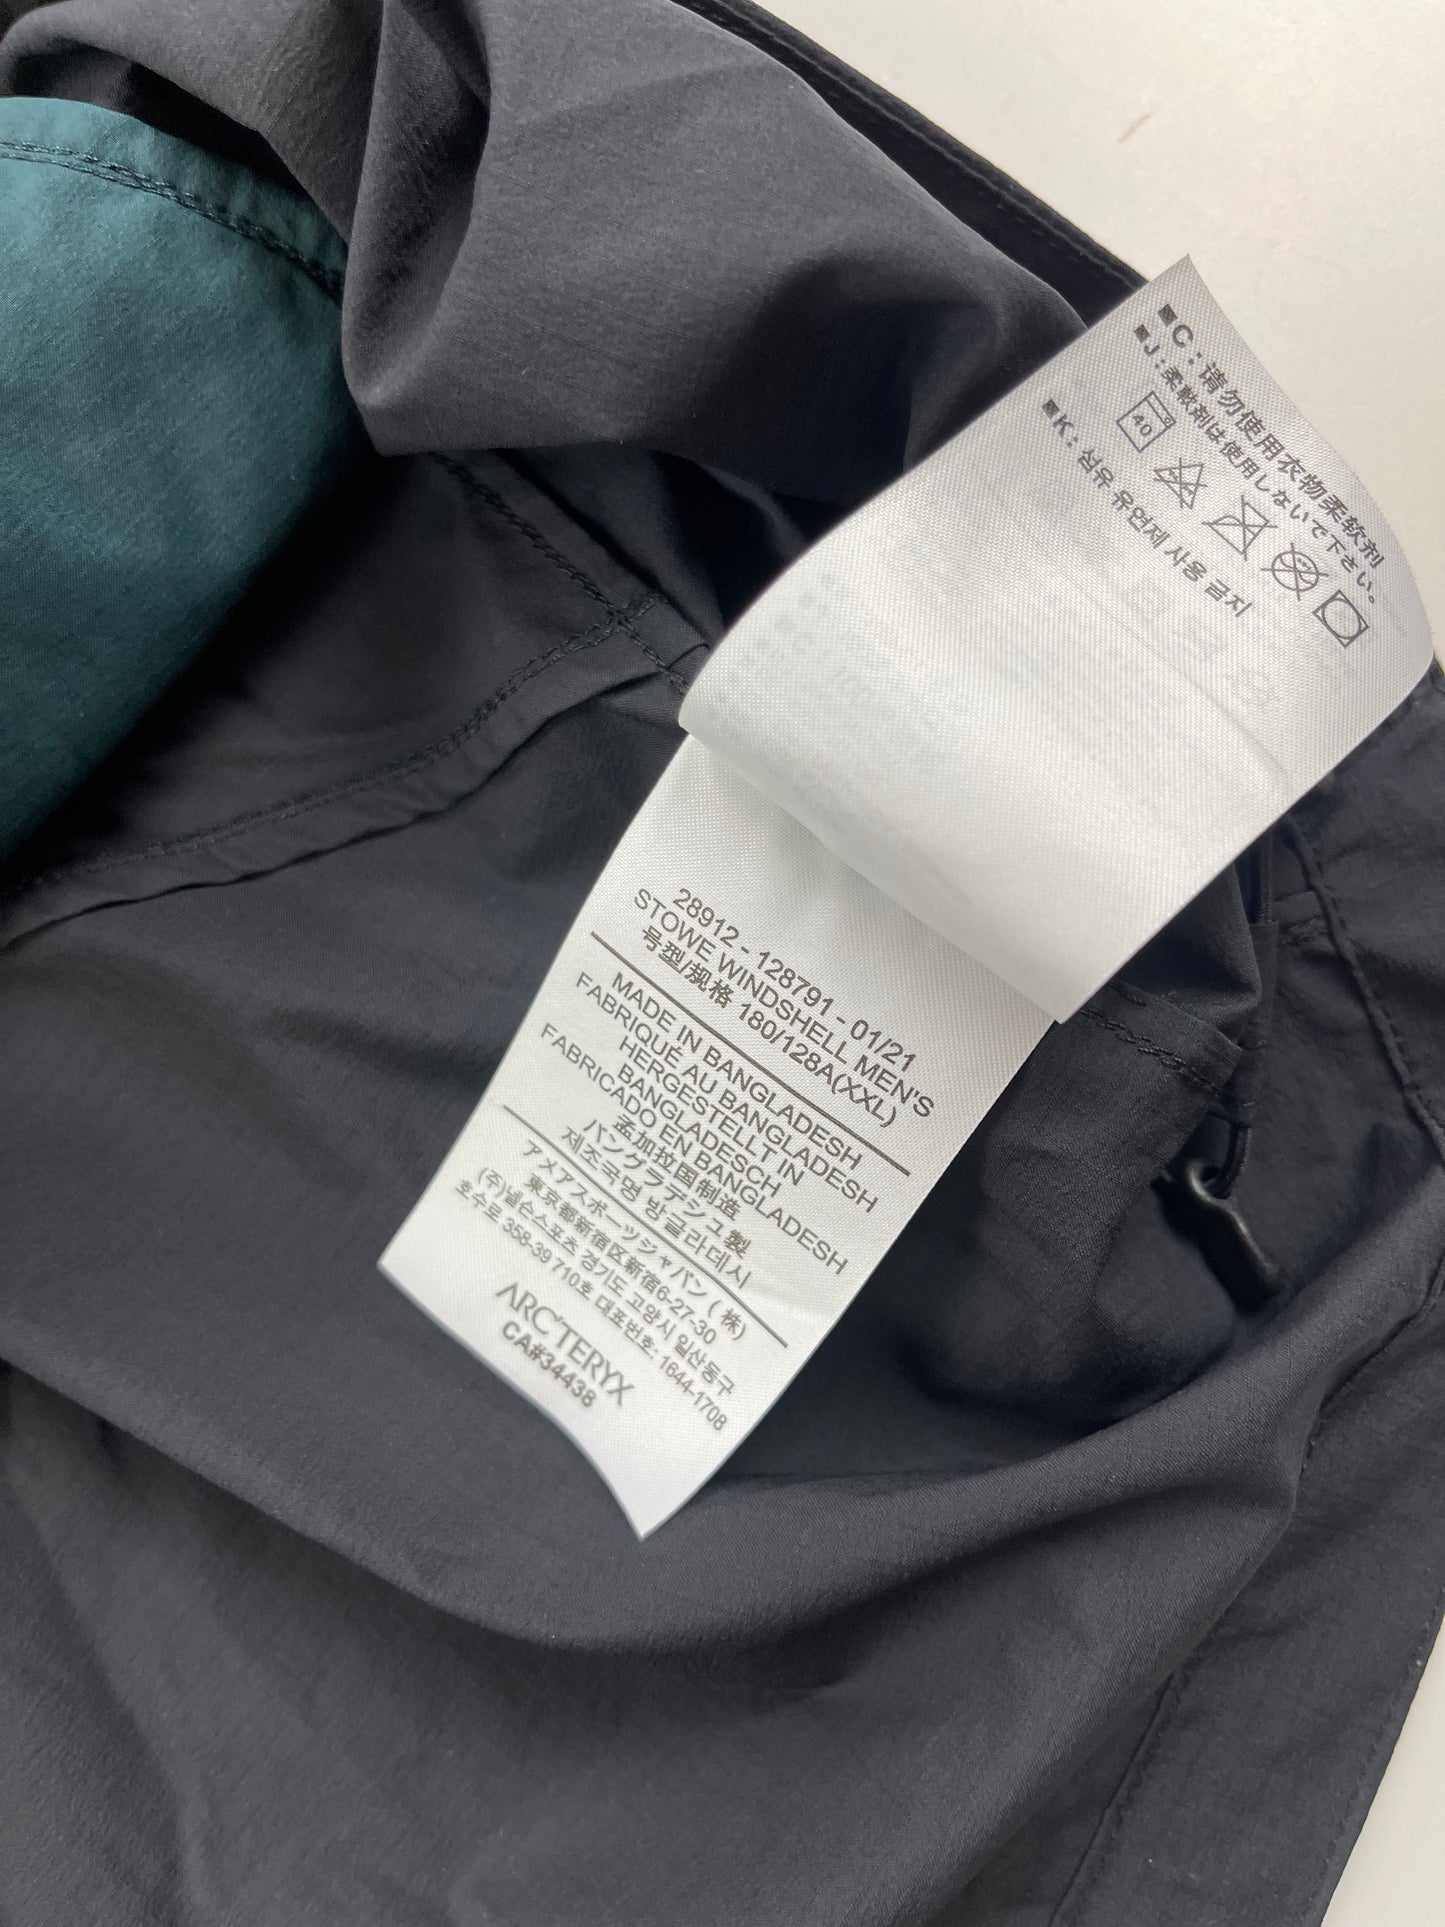 ■C：请勿使用衣物柔软剂
■J：柔軟剤は使用しないで下さい。
40
■K：섬유 유연제 사용 금지
28912 - 128791 - 01/21
STOWE WINDSHELL MEN'S
号型/规格 180/128A(XXL)
MADE IN BANGLADESH
FABRIQUÉ AU BANGLADESH
HERGESTELLT IN
BANGLADESCH
FABRICADO EN BANGLADESH
孟加拉国制造
バングラデシュ製
제조국명 방글라데시
アメアスポーツジャパン（株）
東京都新宿区新宿6-27-30
(주)넬슨스포츠 경기도 고양시 일산동구
호수로 358-39 710호 대표번호: 1644-1708
ARC'TERYX
CA#34438